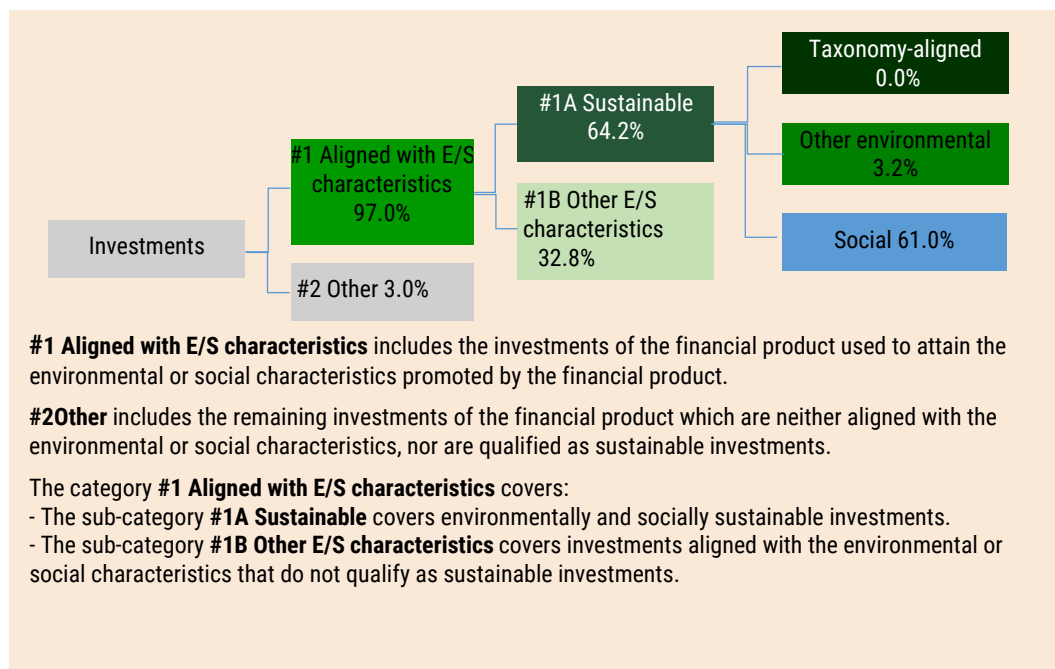 Taxonomy-aligned
0.0%
#1A Sustainable
64.2%
Other environmental
3.2%
#1 Aligned with E/S
characteristics
97.0%
#1B Other E/S
characteristics
32.8%
Social 61.0%
Investments
#2 Other 3.0%
#1 Aligned with E/S characteristics includes the investments of the financial product used to attain the
environmental or social characteristics promoted by the financial product.
#2Other includes the remaining investments of the financial product which are neither aligned with the
environmental or social characteristics, nor are qualified as sustainable investments.
The category #1 Aligned with E/S characteristics covers:
- The sub-category #1A Sustainable covers environmentally and socially sustainable investments.
- The sub-category #1B Other E/S characteristics covers investments aligned with the environmental or
social characteristics that do not qualify as sustainable investments.